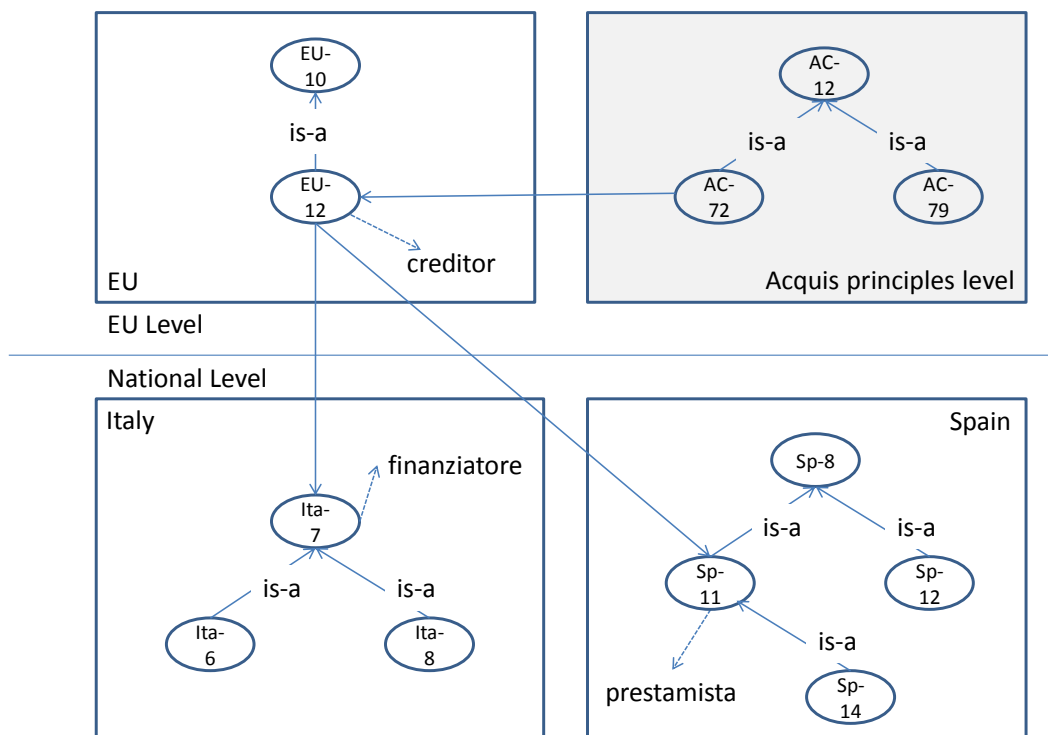 EU-
10
is-a
EU-
12
creditor
EU
AC-
12
is-a
is-a
AC-
72
AC-
79
Acquis principles level
EU Level
National Level
Italy
finanziatore
Ita-
7
is-a
is-a
Ita-
6
Ita-
8
Spain
Sp-8
is-a
is-a
Sp-
11
Sp-
12
is-a
prestamista
Sp-
14